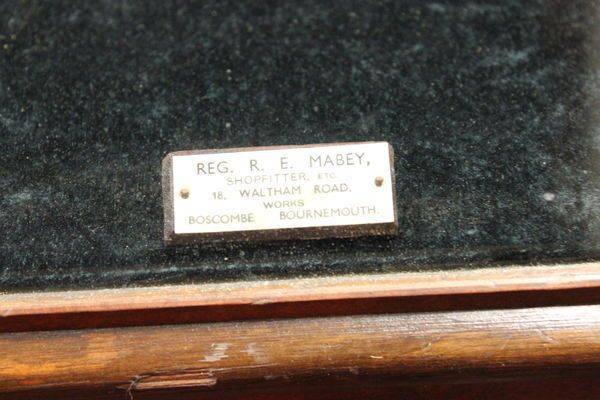 REG. R. E. MABEY,
SHOPFITTER, ETC
18, WALTHAM ROAD.
WORKS
BOSCOMBE BOURNEMOUTH.